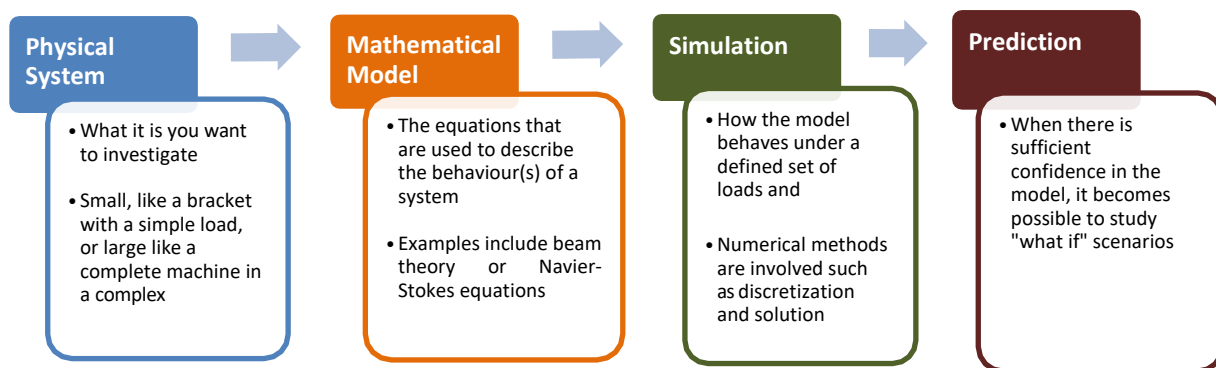 Physical
System
• What it is you want
to investigate
• Small, like a bracket
with a simple load,
or large like a
complete machine in
a complex
Mathematical
Model
• The equations that
are used to describe
the behaviour(s) of a
system
• Examples include beam
theory or Navier-
Stokes equations
Simulation
• How the model
behaves under a
defined set of
loads and
• Numerical methods
are involved such
as discretization
and solution
Prediction
• When there is
sufficient
confidence in the
model, it becomes
possible to study
"what if" scenarios